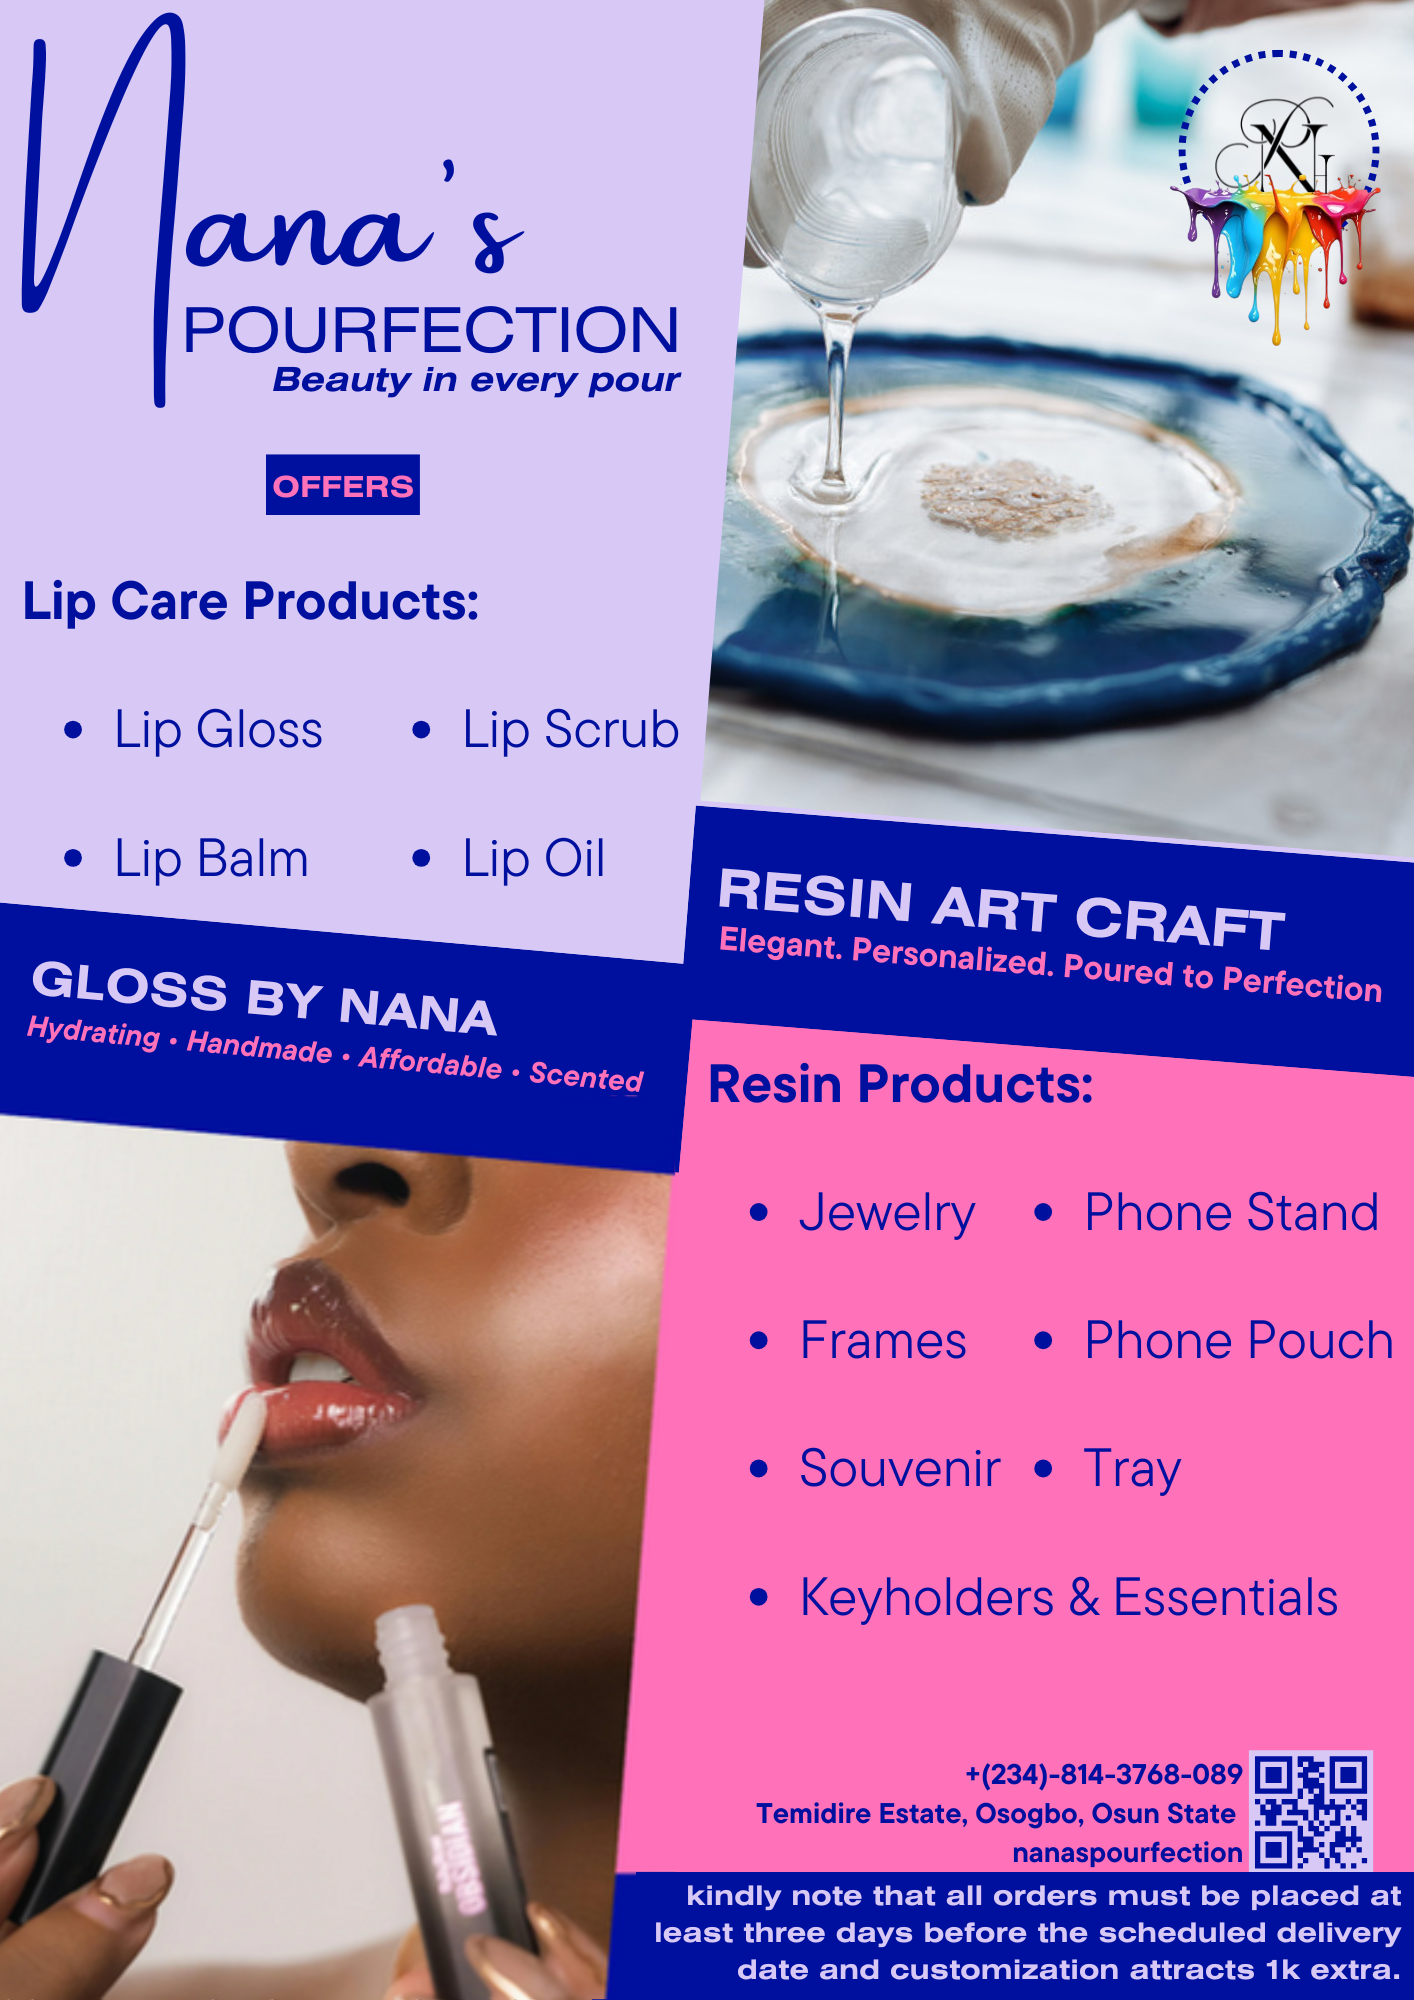 Nana's
POURFECTION
Beauty in every pour
OFFERS
Lip Care Products:
• Lip Gloss
• Lip Scrub
• Lip Balm
• Lip Oil
GLOSS BY NANA
Hydrating • Handmade • Affordable • Scented
RESIN ART CRAFT
Elegant. Personalized. Poured to Perfection
Resin Products:
• Jewelry
• Phone Stand
• Frames
• Phone Pouch
• Souvenir
• Tray
• Keyholders & Essentials
+(234)-814-3768-089
Temidire Estate, Osogbo, Osun State
nanaspourfection
kindly note that all orders must be placed at
least three days before the scheduled delivery
date and customization attracts 1k extra.